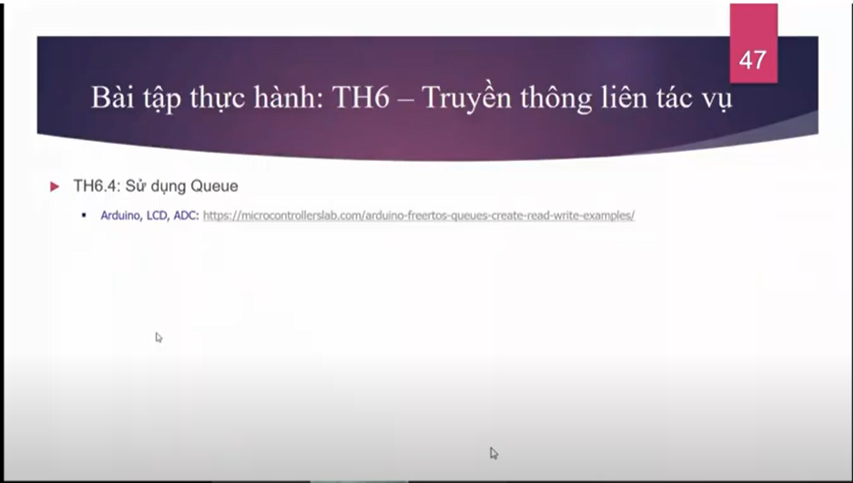 47
Bài tập thực hành: TH6 – Truyền thông liên tác vụ
TH6.4: Sử dụng Queue
Arduino, LCD, ADC: https://microcontrollerslab.com/arduino-freertos-queues-create-read-write-examples/